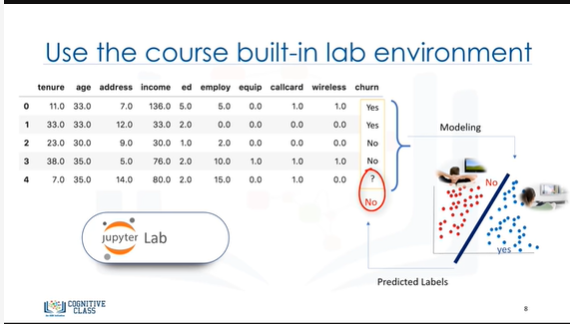 Use the course built-in lab environment
tenure age address income ed employ equip callcard wireless churn
0 11.0 33.0 7.0 136.0 5.0 5.0 0.0 1.0 1.0 Yes
1 33.0 33.0 12.0 33.0 2.0 0.0 0.0 0.0 0.0 Yes
2 23.0 30.0 9.0 30.0 1.0 2.0 0.0 0.0 0.0 No
3 38.0 35.0 5.0 76.0 2.0 10.0 1.0 1.0 1.0 No
4 7.0 35.0 14.0 80.0 2.0 15.0 0.0 1.0 0.0 ?
No
Modeling
No
yes
jupyter Lab
Predicted Labels
COGNITIVE
CLASS
8